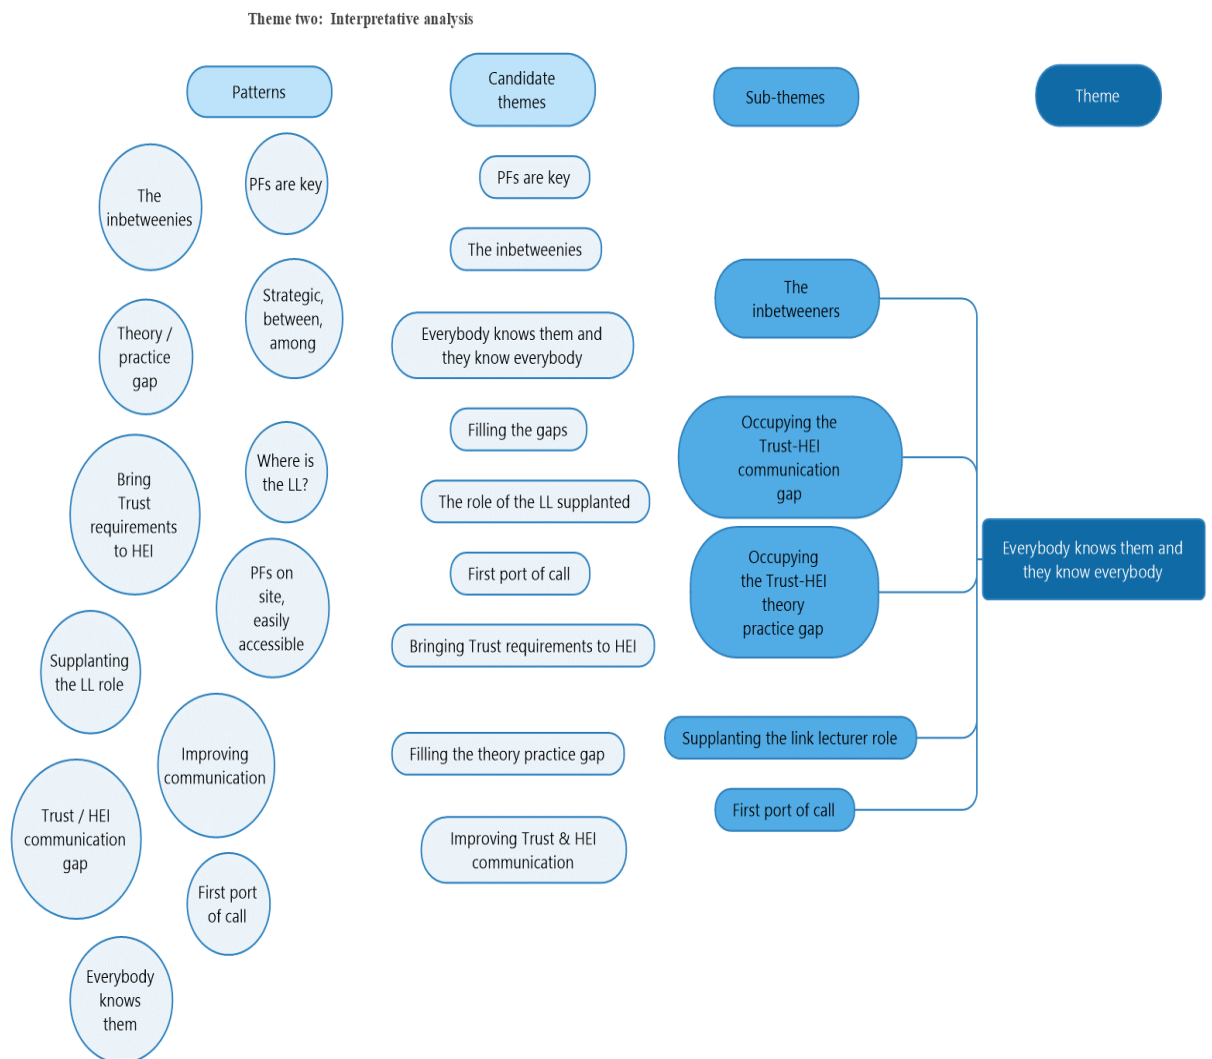 Theme two:  Interpretative analysis
Patterns
Candidate
themes
Sub-themes
Theme
The
inbetweenies
PFs are key
Theory /
practice
gap
Strategic,
between,
among
Bring
Trust
requirements
to HEI
Where is
the LL?
PFs on
site,
easily
accessible
Supplanting
the LL role
Improving
communication
Trust / HEI
communication
gap
First port
of call
Everybody
knows
them
PFs are key
The inbetweenies
Everybody knows them and
they know everybody
Filling the gaps
The role of the LL supplanted
First port of call
Bringing Trust requirements to HEI
Filling the theory practice gap
Improving Trust & HEI
communication
The
inbetweeners
Occupying the
Trust-HEI
communication
gap
Occupying
the Trust-HEI
theory
practice gap
Supplanting the link lecturer role
First port of call
Everybody knows them and
they know everybody